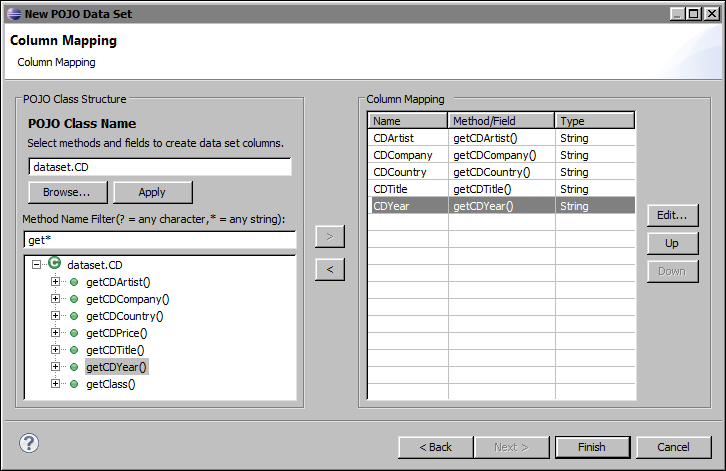 New POJO Data Set
Column Mapping
Column Mapping
POJO Class Structure
POJO Class Name
Select methods and fields to create data set columns.
dataset.CD
Browse... Apply
Method Name Filter(? = any character,* = any string):
get*
dataset.CD
getCDArtist()
getCDCompany()
getCDCountry()
getCDPrice()
getCDTitle()
getCDYear()
getClass()
>
<
Column Mapping
Name Method/Field Type
CDArtist getCDArtist() String
CDCompany getCDCompany() String
CDCountry getCDCountry() String
CDTitle getCDTitle() String
CDYear getCDYear() String
Edit...
Up
Down
? < Back Next > Finish Cancel